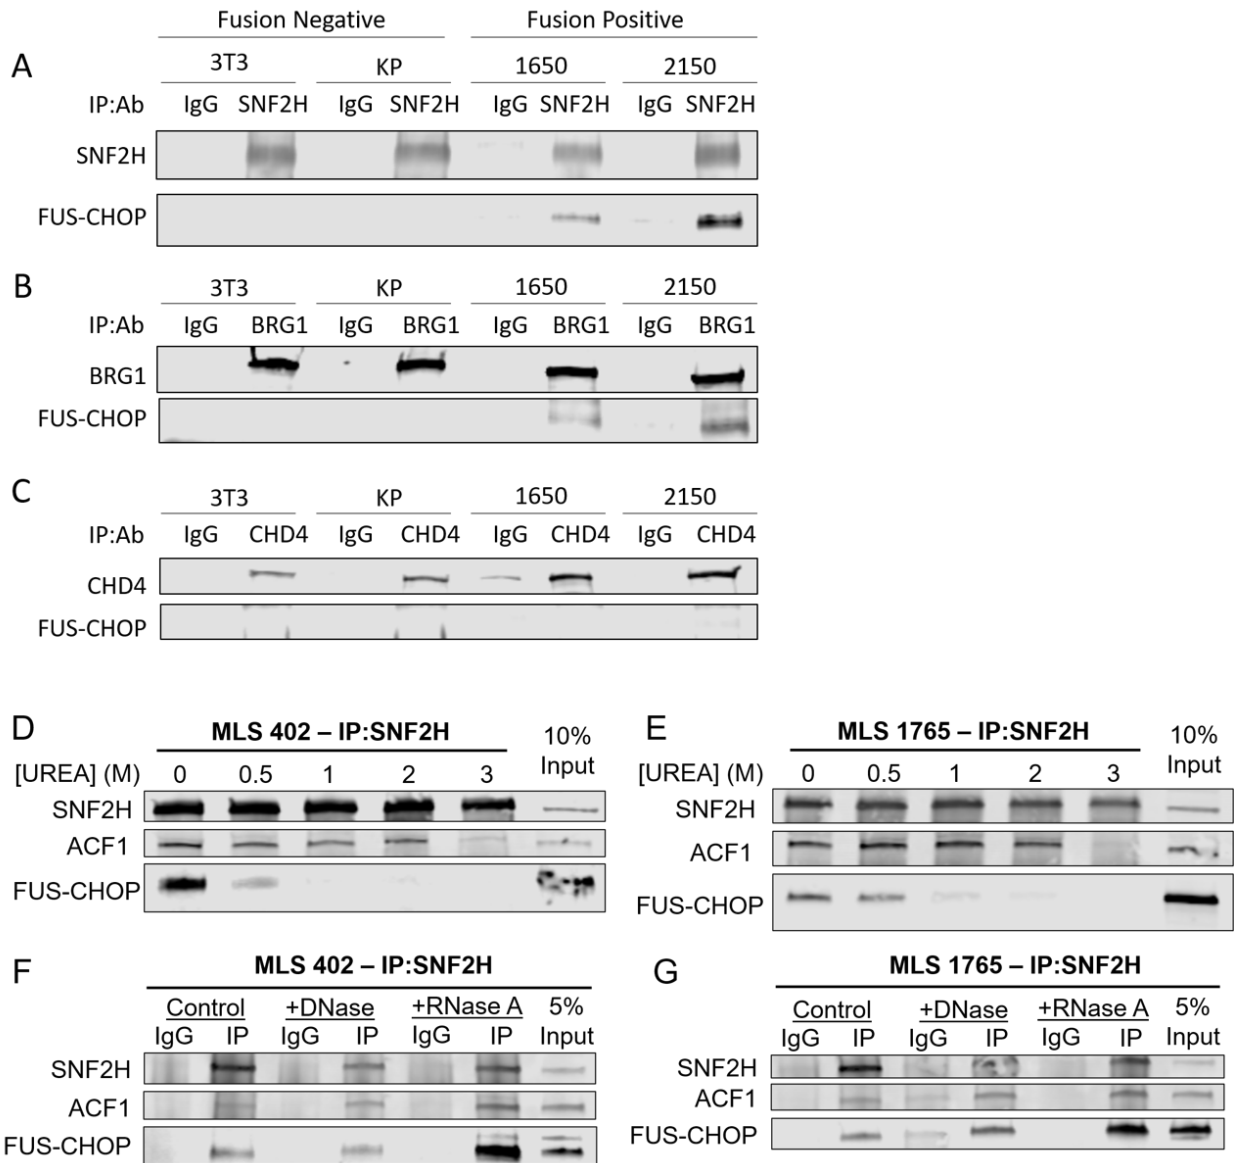 Fusion Negative Fusion Positive
A 3T3 KP 1650 2150
IP:Ab IgG SNF2H IgG SNF2H IgG SNF2H IgG SNF2H
SNF2H
FUS-CHOP
B 3T3 KP 1650 2150
IP:Ab IgG BRG1 IgG BRG1 IgG BRG1 IgG BRG1
BRG1
FUS-CHOP
C 3T3 KP 1650 2150
IP:Ab IgG CHD4 IgG CHD4 IgG CHD4 IgG CHD4
CHD4
FUS-CHOP
D MLS 402 – IP:SNF2H 10%
[UREA] (M) 0 0.5 1 2 3 Input
SNF2H
ACF1
FUS-CHOP
E MLS 1765 – IP:SNF2H 10%
[UREA] (M) 0 0.5 1 2 3 Input
SNF2H
ACF1
FUS-CHOP
F MLS 402 – IP:SNF2H
Control +DNase +RNase A 5%
IgG IP IgG IP IgG IP Input
SNF2H
ACF1
FUS-CHOP
G MLS 1765 – IP:SNF2H
Control +DNase +RNase A 5%
IgG IP IgG IP IgG IP Input
SNF2H
ACF1
FUS-CHOP